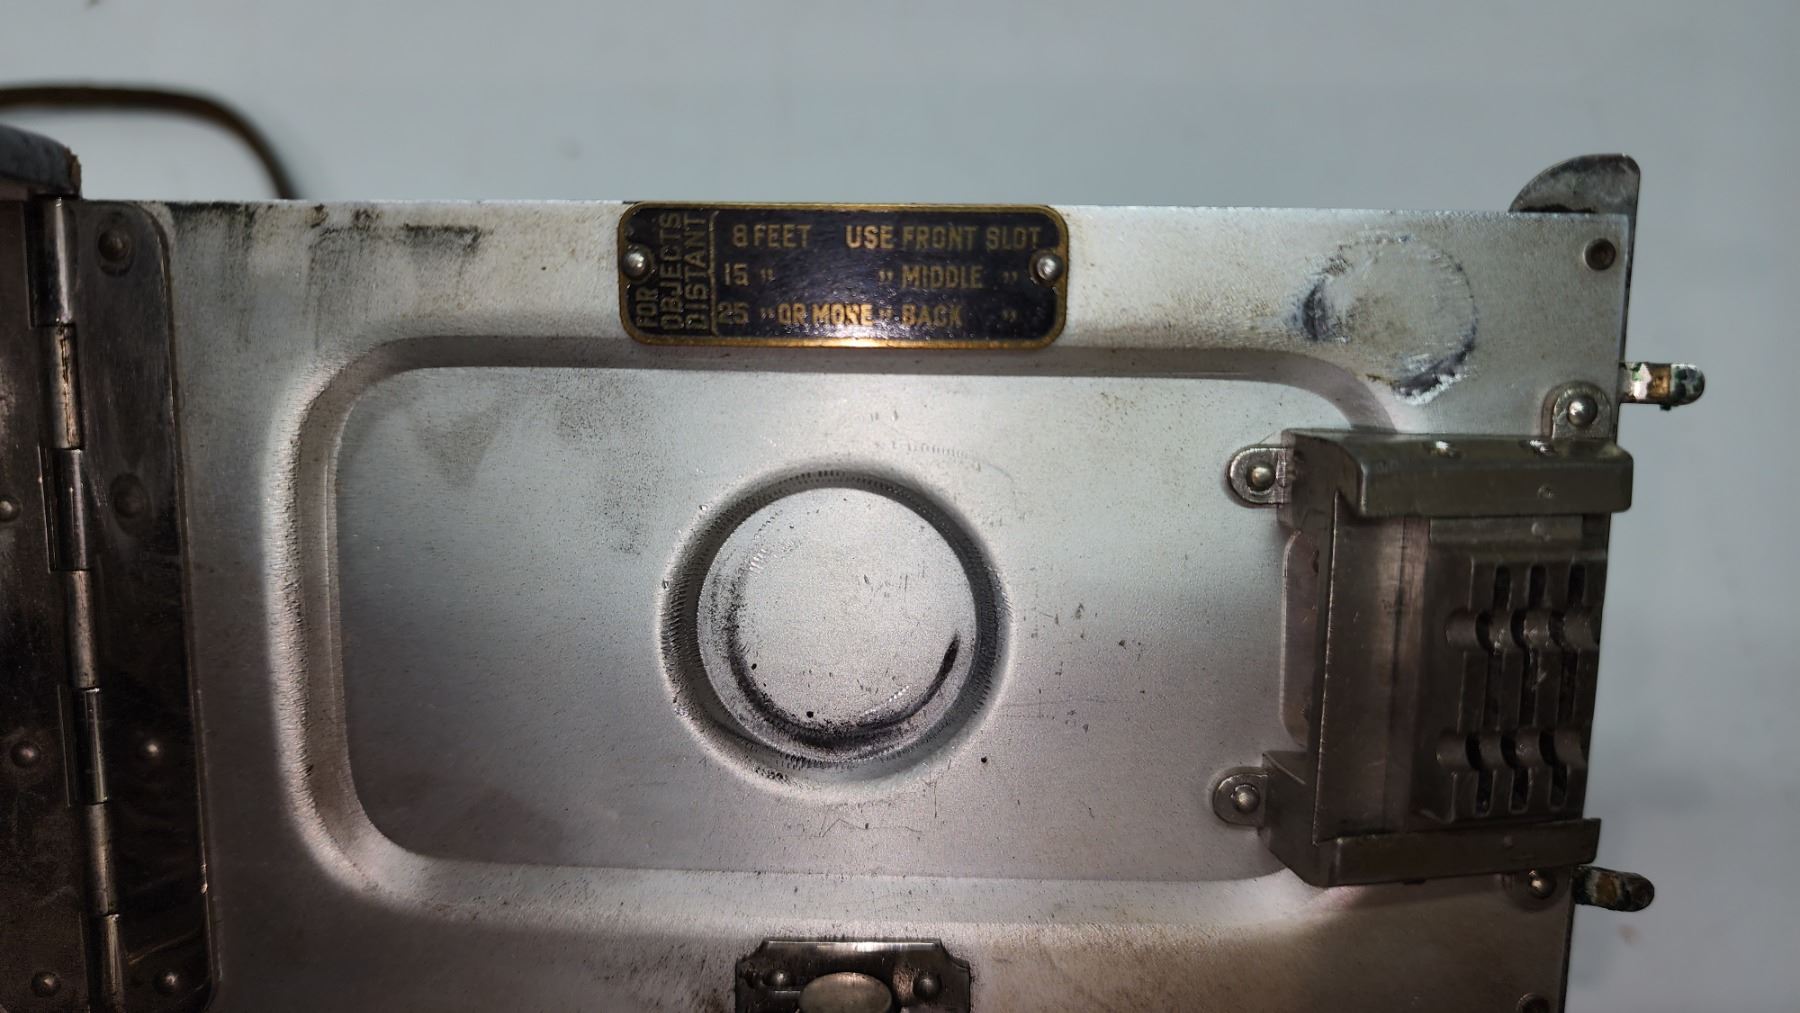 FOR OBJECTS DISTANT
8 FEET USE FRONT SLOT
15 " " MIDDLE "
25 " OR MORE " BACK "